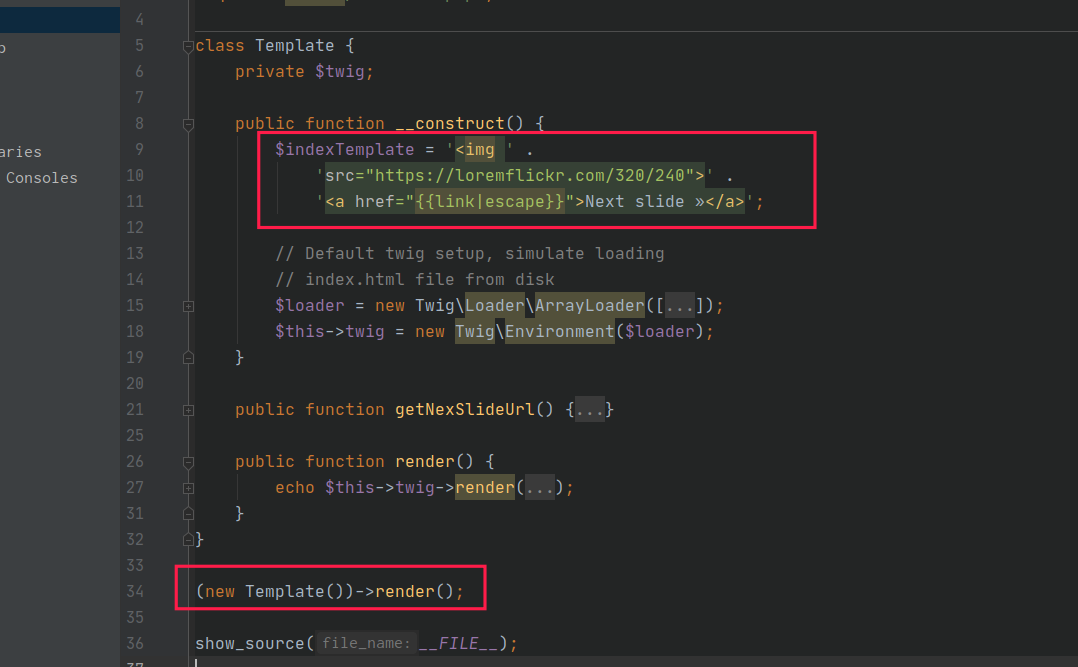 4
5 class Template {
6 private $twig;
7
8 public function __construct() {
9 $indexTemplate = '<img ' .
10 'src="https://loremflickr.com/320/240">' .
11 '<a href="{{link|escape}}">Next slide »</a>';
12
13 // Default twig setup, simulate loading
aries
14 // index.html file from disk
Consoles
15 $loader = new Twig\Loader\ArrayLoader([...]);
18 $this->twig = new Twig\Environment($loader);
19 }
20
21 public function getNexSlideUrl() {...}
25
26 public function render() {
27 echo $this->twig->render(...);
31 }
32 }
33
34 (new Template())->render();
35
36 show_source( file_name: __FILE__);
37